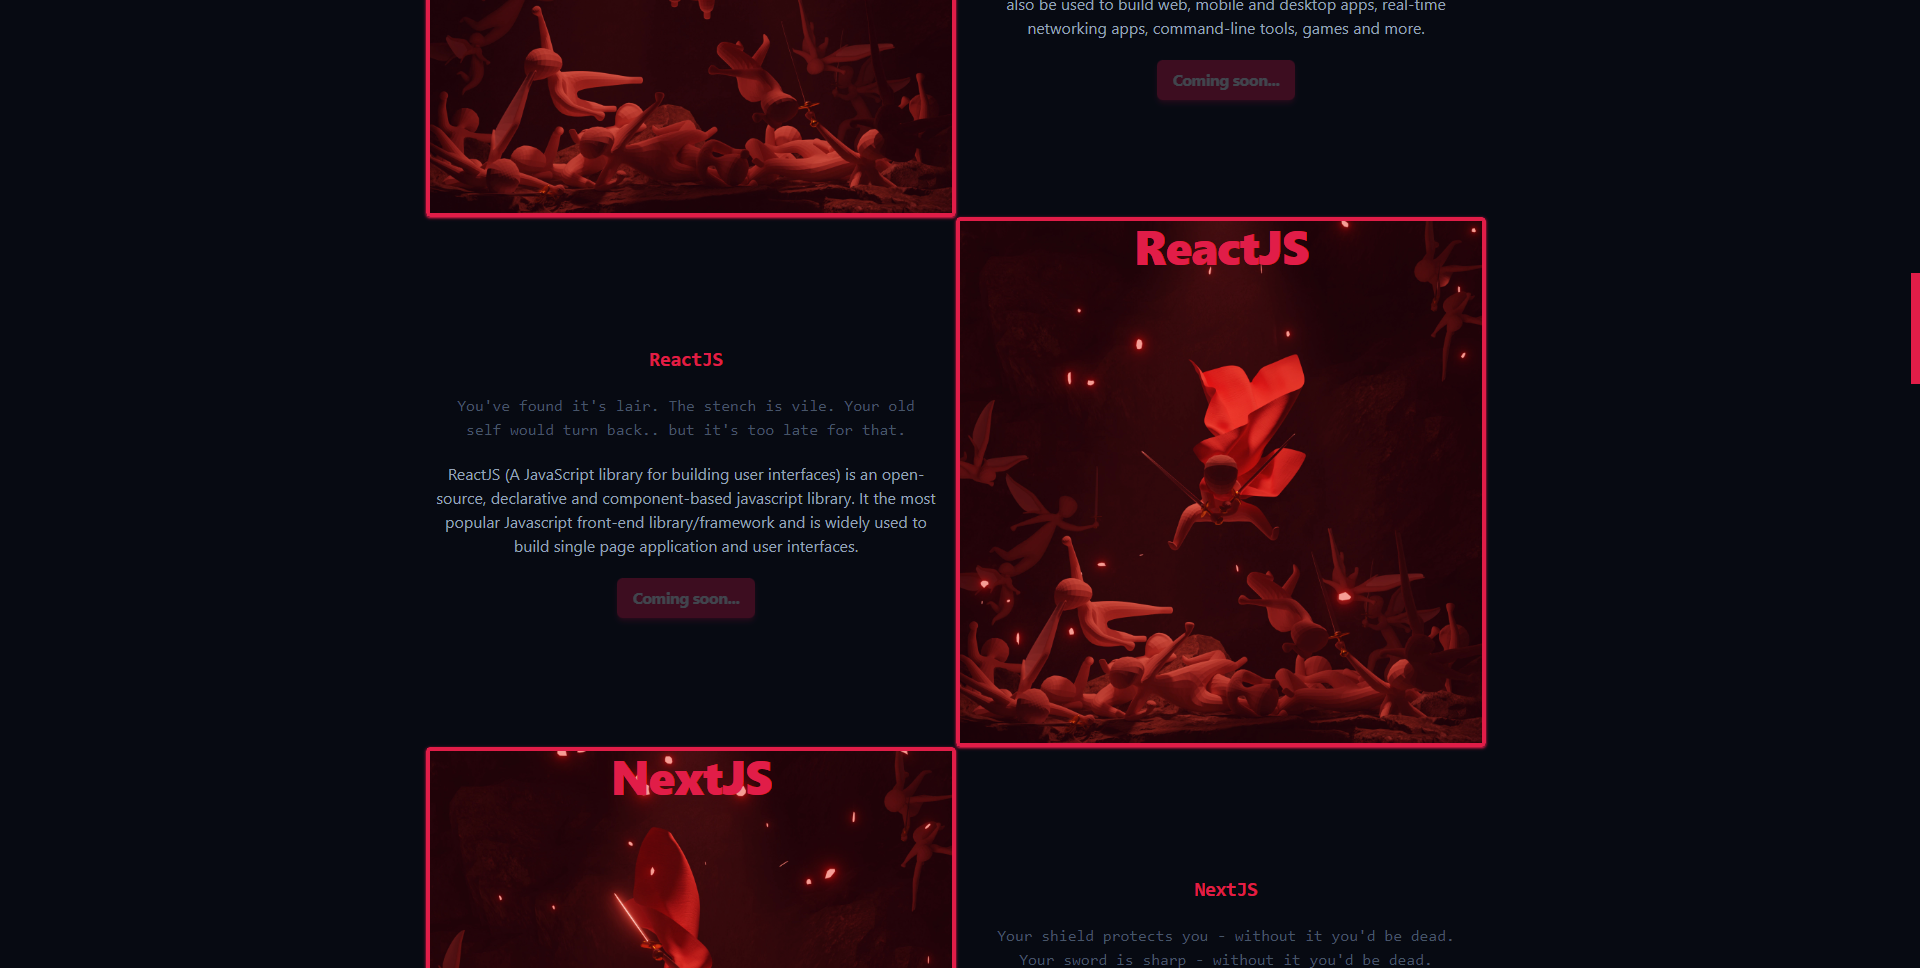 also be used to build web, mobile and desktop apps, real-time
networking apps, command-line tools, games and more.
Coming soon...
ReactJS
ReactJS
You've found it's lair. The stench is vile. Your old
self would turn back.. but it's too late for that.
ReactJS (A JavaScript library for building user interfaces) is an open-
source, declarative and component-based javascript library. It the most
popular Javascript front-end library/framework and is widely used to
build single page application and user interfaces.
Coming soon...
NextJS
NextJS
Your shield protects you - without it you'd be dead.
Your sword is sharp - without it you'd be dead.